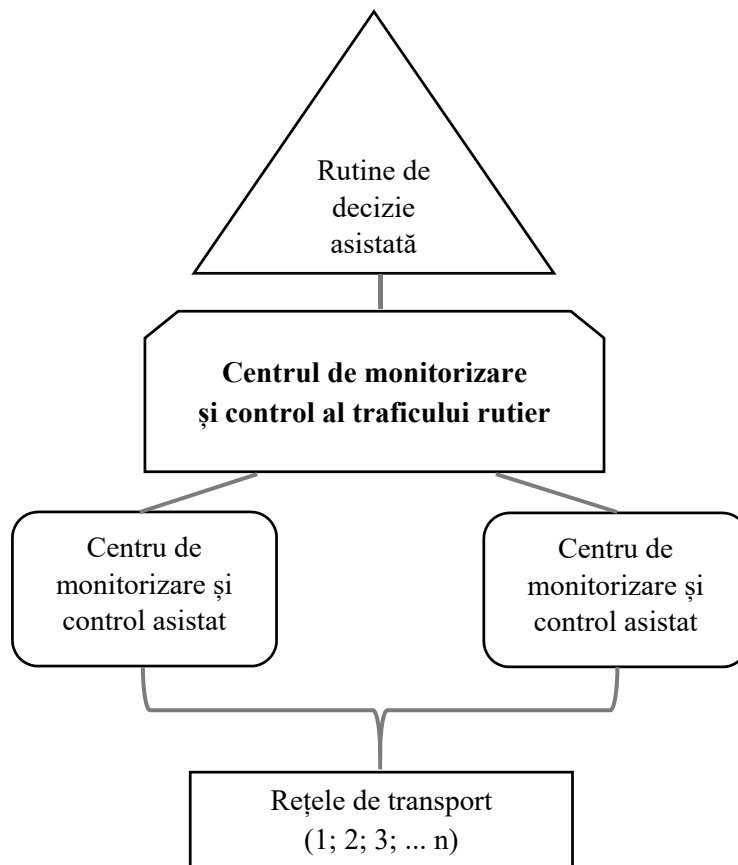 Rutine de
decizie
asistată
Centrul de monitorizare
și control al traficului rutier
Centru de
monitorizare și
control asistat
Centru de
monitorizare și
control asistat
Rețele de transport
(1; 2; 3; ... n)